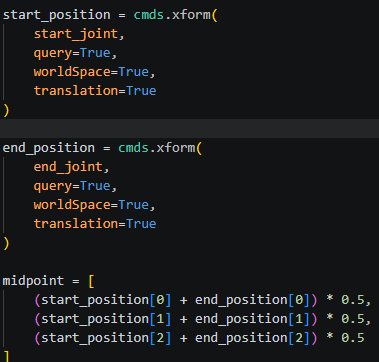 start_position = cmds.xform(
    start_joint,
    query=True,
    worldSpace=True,
    translation=True
)

end_position = cmds.xform(
    end_joint,
    query=True,
    worldSpace=True,
    translation=True
)

midpoint = [
    (start_position[0] + end_position[0]) * 0.5,
    (start_position[1] + end_position[1]) * 0.5,
    (start_position[2] + end_position[2]) * 0.5
]